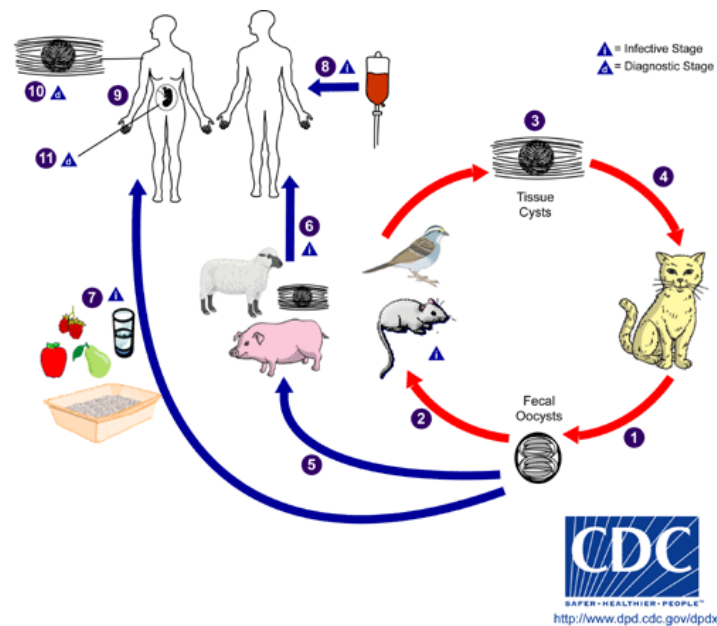 8 i
i = Infective Stage
d = Diagnostic Stage
10 d
9
3
11 d
Tissue
Cysts
4
6
i
7 i
i
Fecal
Oocysts
2
1
5
CDC
SAFER•HEALTHIER•PEOPLE™
http://www.dpd.cdc.gov/dpdx